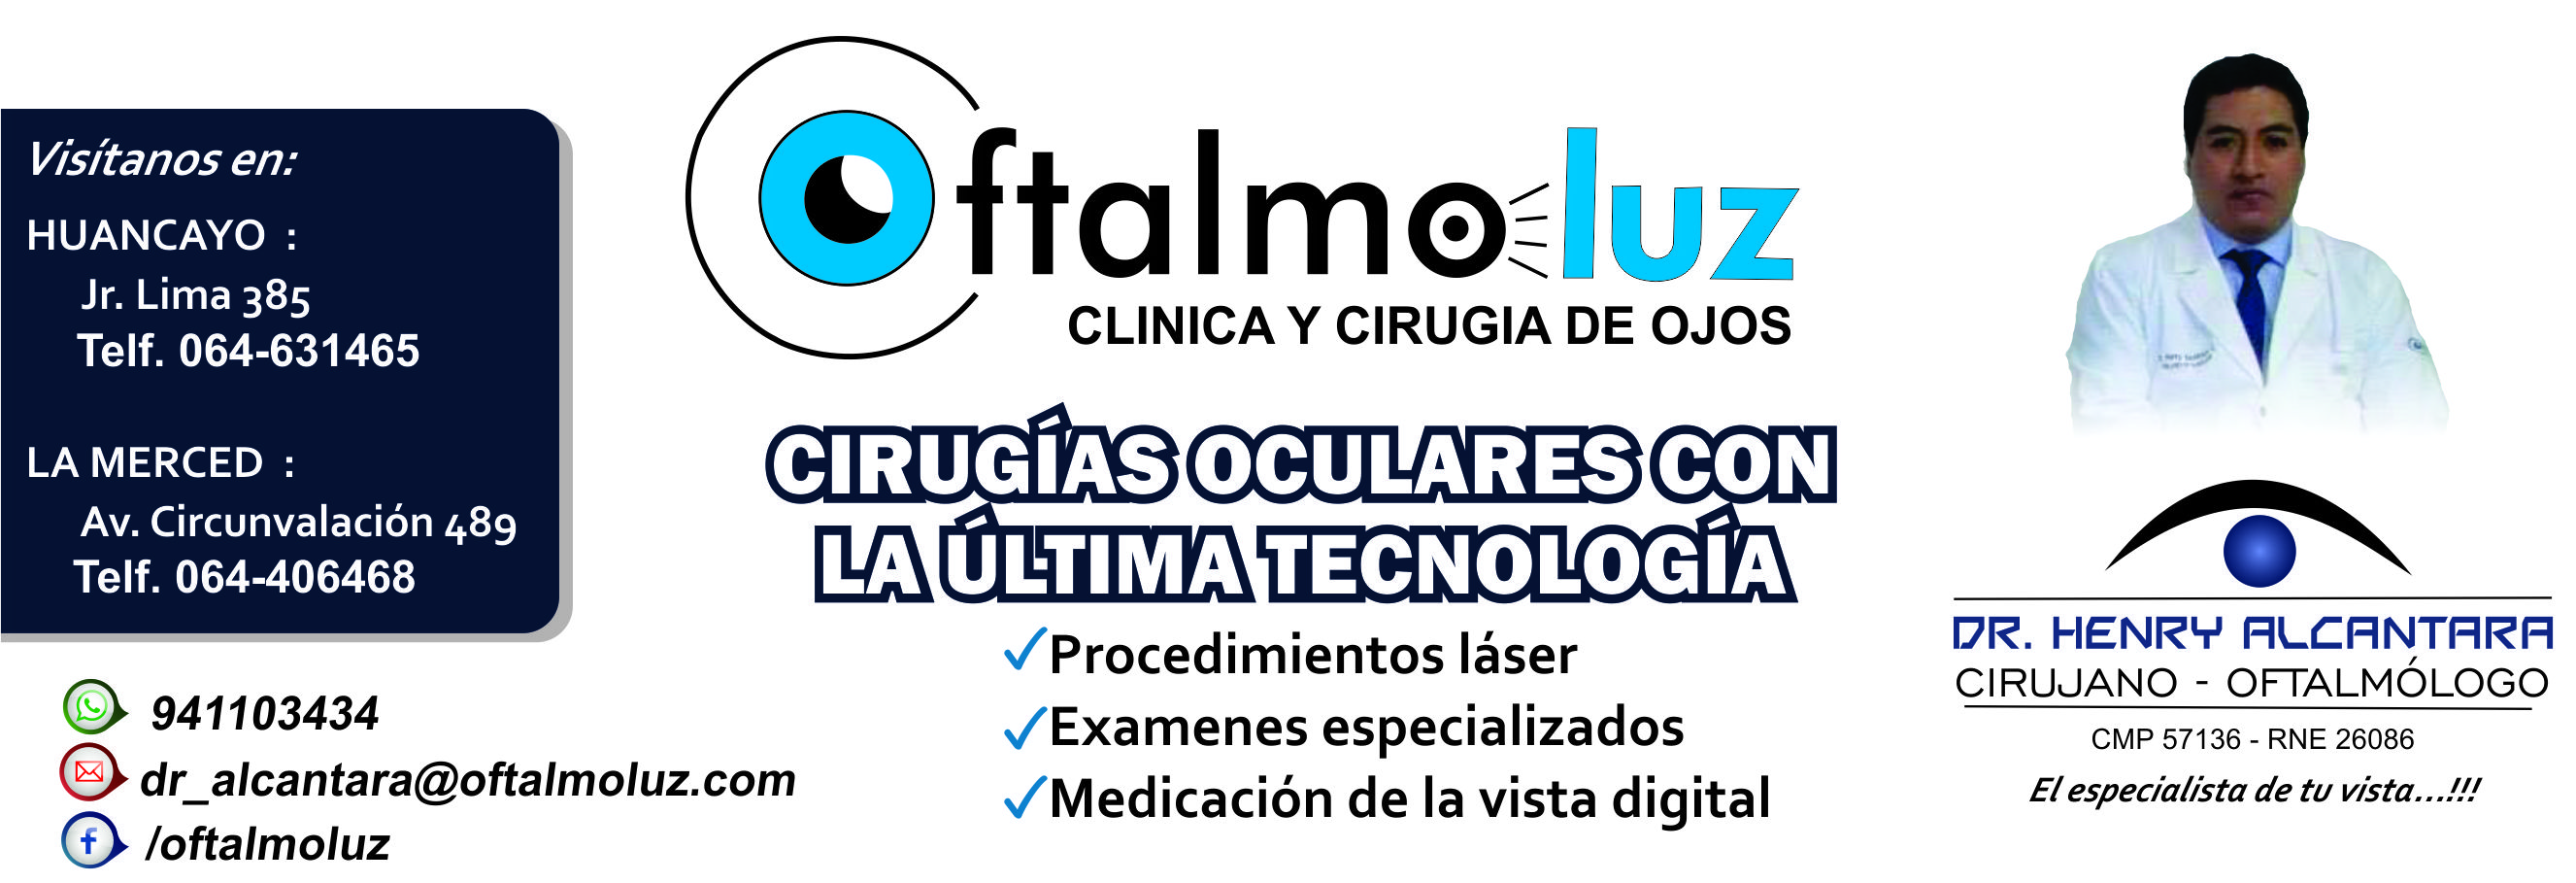 Visítanos en:
HUANCAYO :
Jr. Lima 385
Telf. 064-631465
LA MERCED :
Av. Circunvalación 489
Telf. 064-406468
941103434
dr_alcantara@oftalmoluz.com
/oftalmoluz
Oftalmoluz
CLINICA Y CIRUGIA DE OJOS
CIRUGÍAS OCULARES CON
LA ÚLTIMA TECNOLOGÍA
Procedimientos láser
Examenes especializados
Medicación de la vista digital
DR. HENRY ALCANTARA
CIRUJANO - OFTALMÓLOGO
CMP 57136 - RNE 26086
El especialista de tu vista...!!!